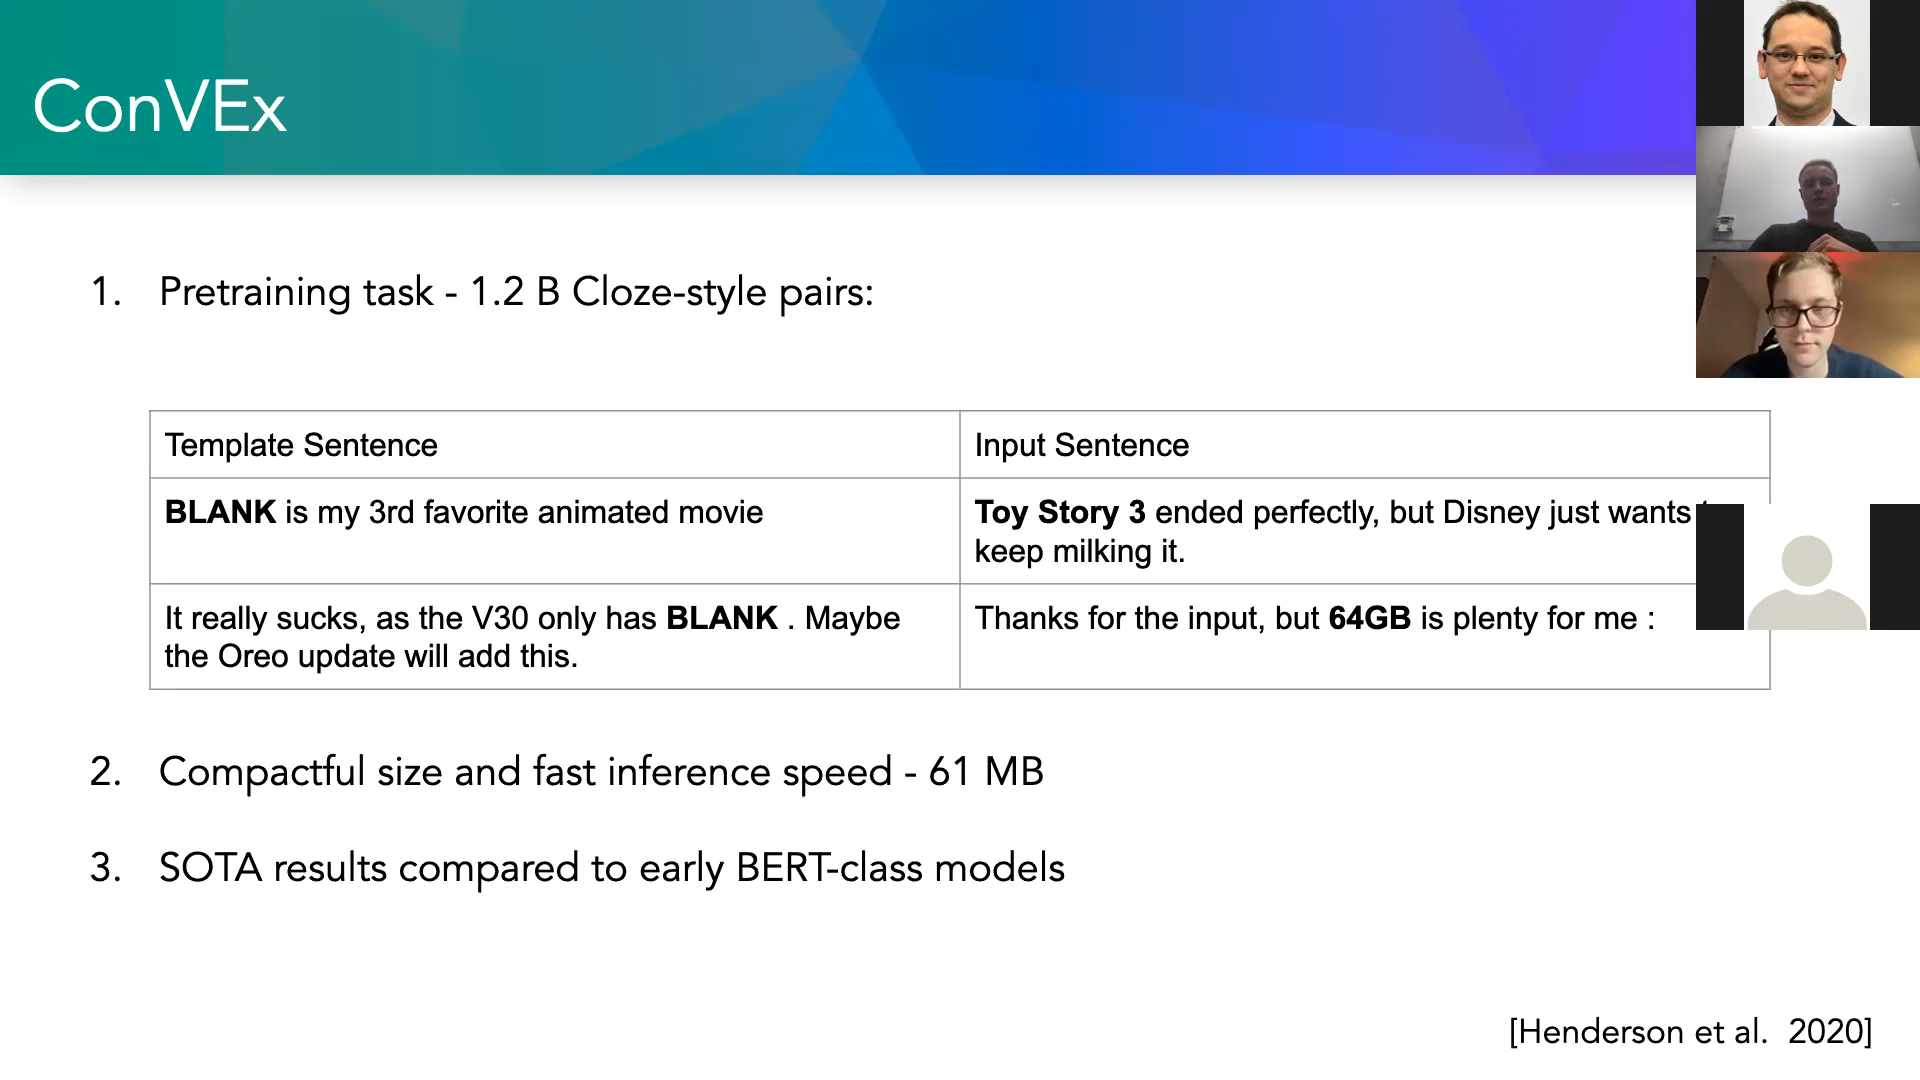 ConVEx
1. Pretraining task - 1.2 B Cloze-style pairs:
Template Sentence
Input Sentence
BLANK is my 3rd favorite animated movie
Toy Story 3 ended perfectly, but Disney just wants
keep milking it.
It really sucks, as the V30 only has BLANK . Maybe
the Oreo update will add this.
Thanks for the input, but 64GB is plenty for me :
2. Compactful size and fast inference speed - 61 MB
3. SOTA results compared to early BERT-class models
[Henderson et al. 2020]